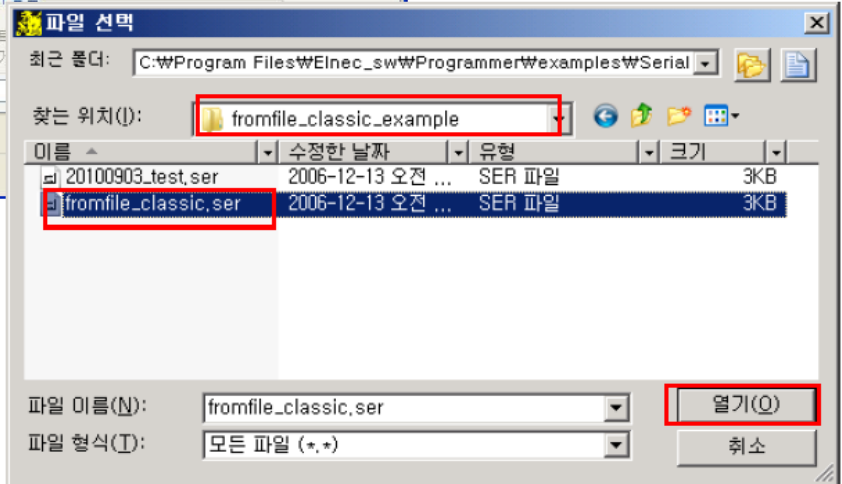 파일 선택
최근 폴더: C:₩Program Files₩Elnec_sw₩Programmer₩examples₩Serial
찾는 위치(I): fromfile_classic_example
이름 수정한 날짜 유형 크기
20100903_test.ser 2006-12-13 오전 ... SER 파일 3KB
fromfile_classic.ser 2006-12-13 오전 ... SER 파일 3KB
파일 이름(N): fromfile_classic.ser 열기(O)
파일 형식(T): 모든 파일 (*.*) 취소